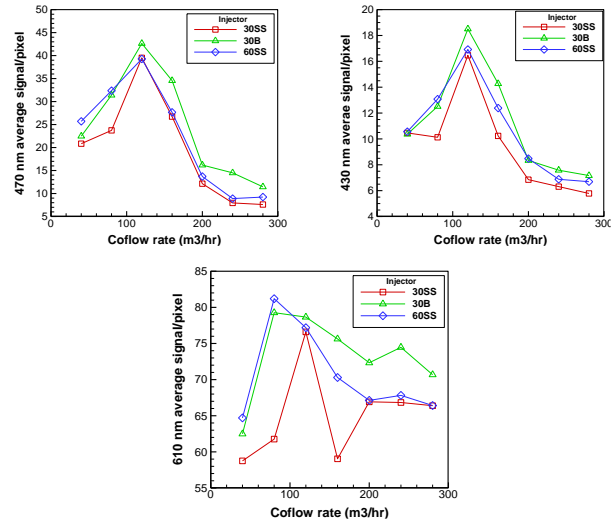 50
45
40
35
30
25
20
15
10
5
0
100
200
300
470 nm average signal/pixel
Coflow rate (m3/hr)
Injector
30SS
30B
60SS
20
18
16
14
12
10
8
6
4
0
100
200
300
430 nm averae signal/pixel
Coflow rate (m3/hr)
Injector
30SS
30B
60SS
85
80
75
70
65
60
55
0
100
200
300
610 nm average signal/pixel
Coflow rate (m3/hr)
Injector
30SS
30B
60SS